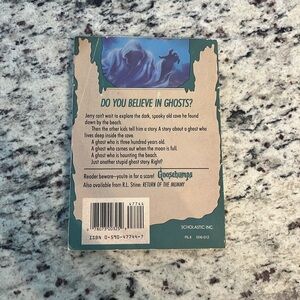 DO YOU BELIEVE IN GHOSTS?
Jerry can't wait to explore the dark, spooky old cave he found
down by the beach.
Then the other kids tell him a story. A story about a ghost who
lives deep inside the cave.
A ghost who is three hundred years old.
A ghost who comes out when the moon is full.
A ghost who is haunting the beach.
Just another stupid ghost story. Right?
Reader beware—you're in for a scare! Goosebumps
Also available from R.L. Stine: RETURN OF THE MUMMY
47744
SCHOLASTIC INC.
ISBN 0-590-47744-7